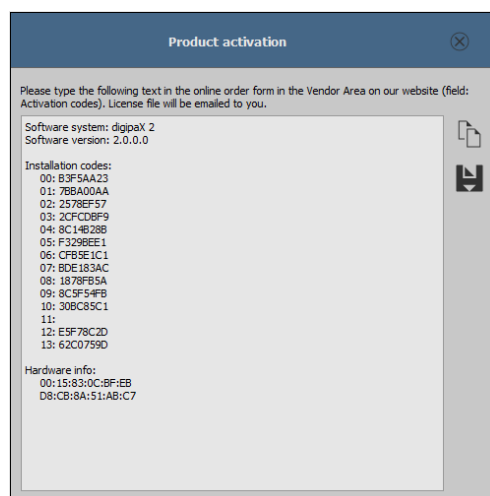 Product activation
Please type the following text in the online order form in the Vendor Area on our website (field:
Activation codes). License file will be emailed to you.
Software system: digipaX 2
Software version: 2.0.0.0
Installation codes:
00: B3F5AA23
01: 7BBA00AA
02: 2578EF57
03: 2CFCDBF9
04: 8C14B28B
05: F329BEE1
06: CFB5E1C1
07: BDE183AC
08: 1878FB5A
09: 8C5F54FB
10: 30BC85C1
11:
12: E5F78C2D
13: 62C0759D
Hardware info:
00:15:83:0C:BF:EB
D8:CB:8A:51:AB:C7